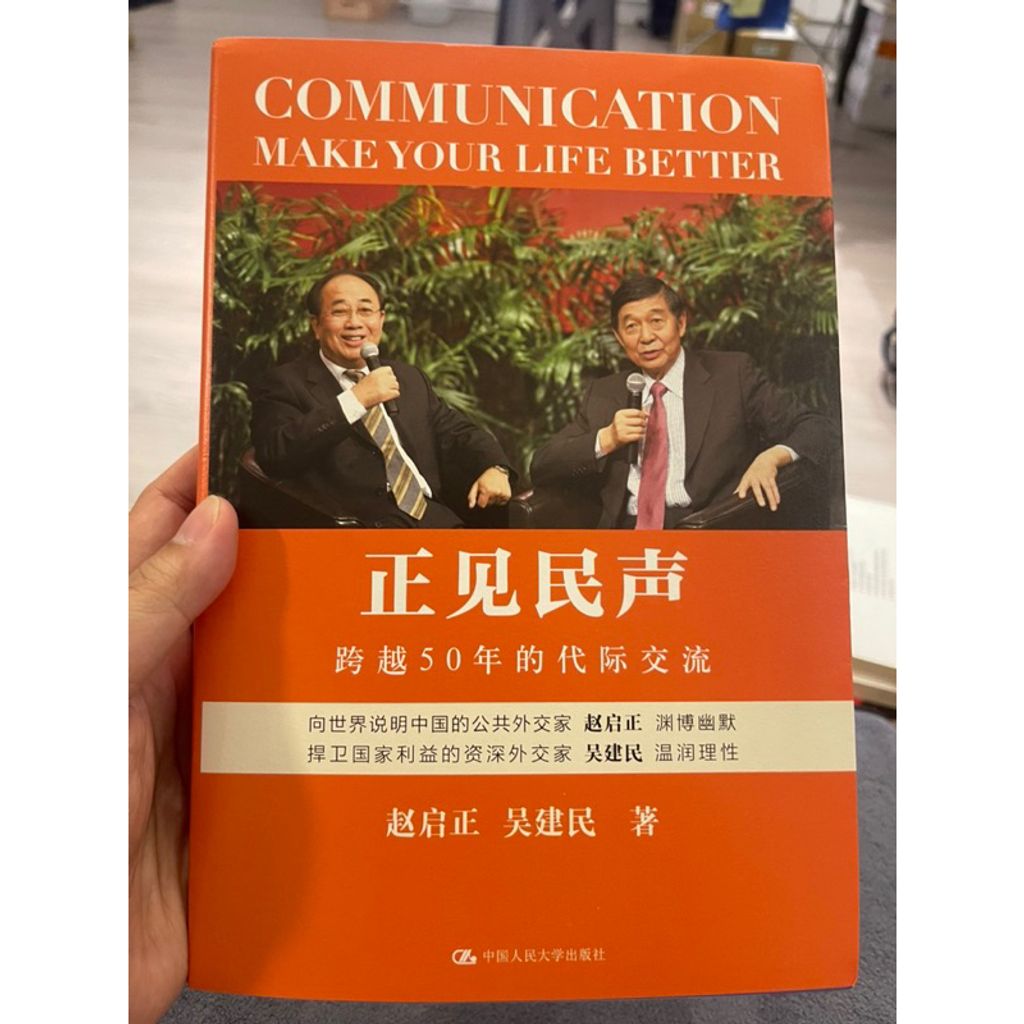 COMMUNICATION
MAKE YOUR LIFE BETTER
正见民声
跨越50年的代际交流
向世界说明中国的公共外交家 赵启正 渊博幽默
捍卫国家利益的资深外交家 吴建民 温润理性
赵启正 吴建民 著
中国人民大学出版社